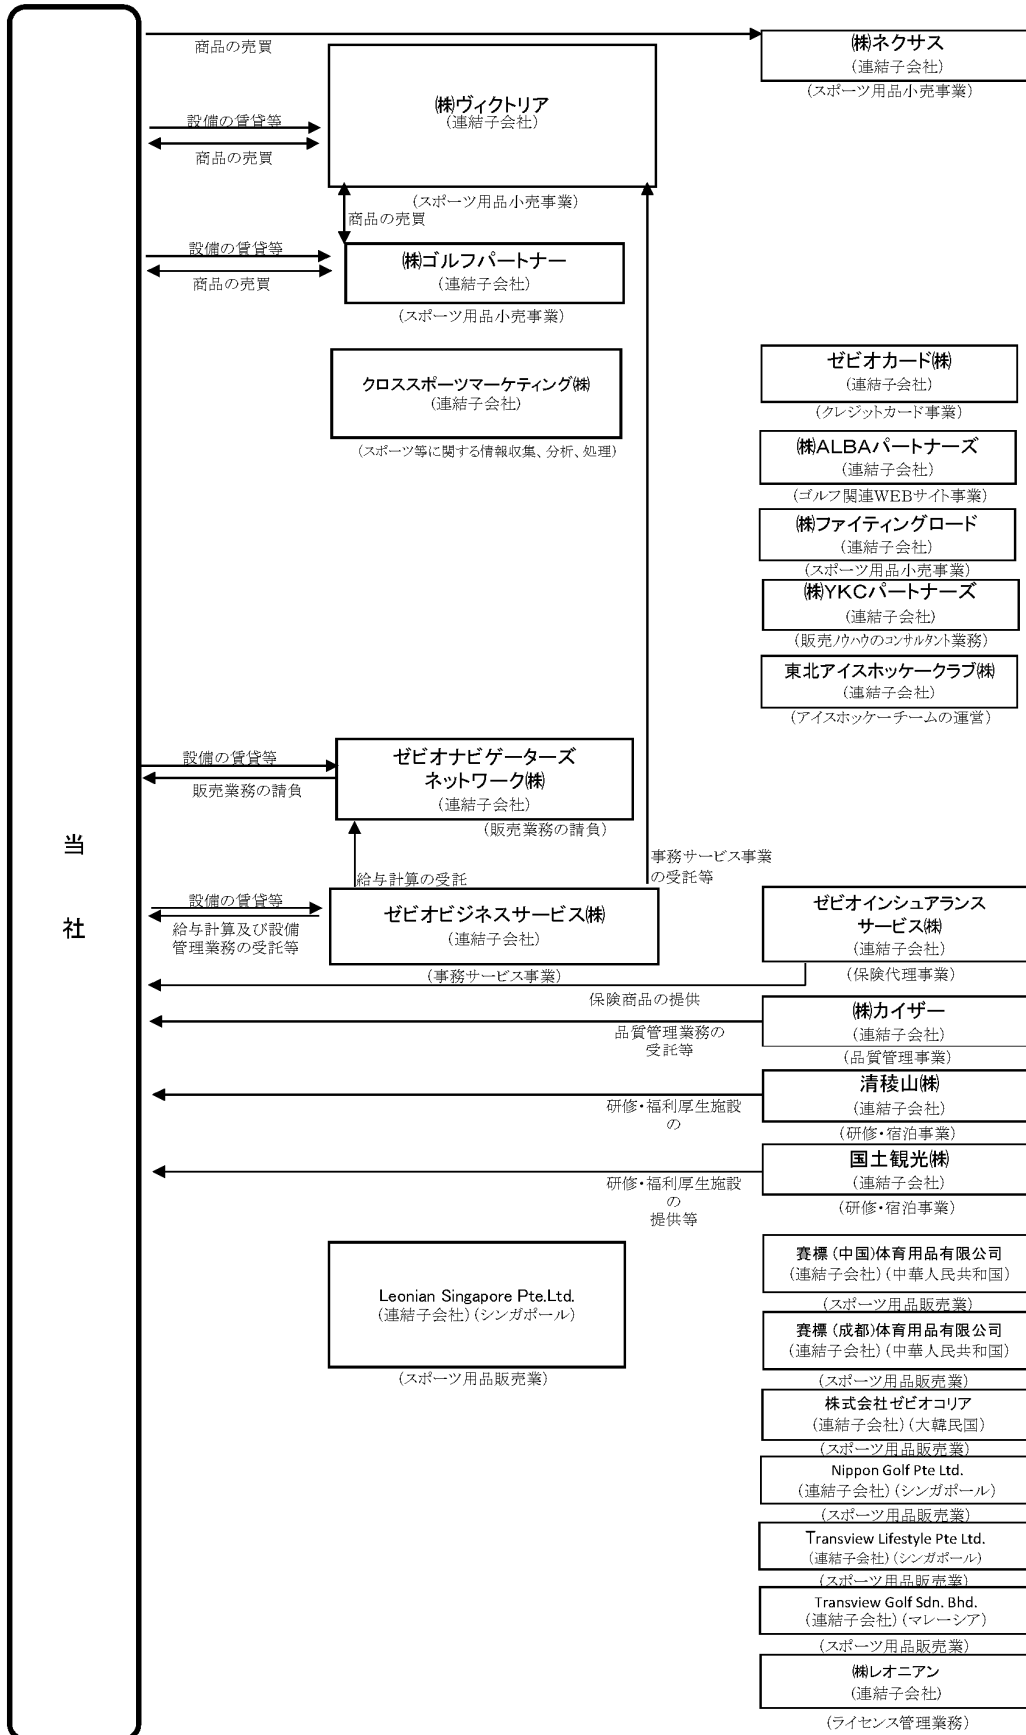 商品の売買
㈱ネクサス
(連結子会社)
(スポーツ用品小売事業)
㈱ヴィクトリア
(連結子会社)
設備の賃貸等
商品の売買
(スポーツ用品小売事業)
商品の売買
設備の賃貸等
商品の売買
㈱ゴルフパートナー
(連結子会社)
(スポーツ用品小売事業)
クロススポーツマーケティング㈱
(連結子会社)
(スポーツ等に関する情報収集、分析、処理)
ゼビオカード㈱
(連結子会社)
(クレジットカード事業)
㈱ALBAパートナーズ
(連結子会社)
(ゴルフ関連WEBサイト事業)
㈱ファイティングロード
(連結子会社)
(スポーツ用品小売事業)
㈱YKCパートナーズ
(連結子会社)
(販売ノウハウのコンサルタント業務)
東北アイスホッケークラブ㈱
(連結子会社)
(アイスホッケーチームの運営)
設備の賃貸等
販売業務の請負
ゼビオナビゲーターズ
ネットワーク㈱
(連結子会社)
(販売業務の請負)
当
社
給与計算の受託
事務サービス事業
の受託等
設備の賃貸等
給与計算及び設備
管理業務の受託等
ゼビオビジネスサービス㈱
(連結子会社)
(事務サービス事業)
ゼビオインシュアランス
サービス㈱
(連結子会社)
(保険代理事業)
保険商品の提供
㈱カイザー
(連結子会社)
(品質管理事業)
品質管理業務の
受託等
清稜山㈱
(連結子会社)
(研修・宿泊事業)
研修・福利厚生施設
の
国土観光㈱
(連結子会社)
(研修・宿泊事業)
研修・福利厚生施設
の
提供等
Leonian Singapore Pte.Ltd.
(連結子会社)(シンガポール)
(スポーツ用品販売業)
賽標(中国)体育用品有限公司
(連結子会社)(中華人民共和国)
(スポーツ用品販売業)
賽標(成都)体育用品有限公司
(連結子会社)(中華人民共和国)
(スポーツ用品販売業)
株式会社ゼビオコリア
(連結子会社)(大韓民国)
(スポーツ用品販売業)
Nippon Golf Pte Ltd.
(連結子会社)(シンガポール)
(スポーツ用品販売業)
Transview Lifestyle Pte Ltd.
(連結子会社)(シンガポール)
(スポーツ用品販売業)
Transview Golf Sdn. Bhd.
(連結子会社)(マレーシア)
(スポーツ用品販売業)
㈱レオニアン
(連結子会社)
(ライセンス管理業務)